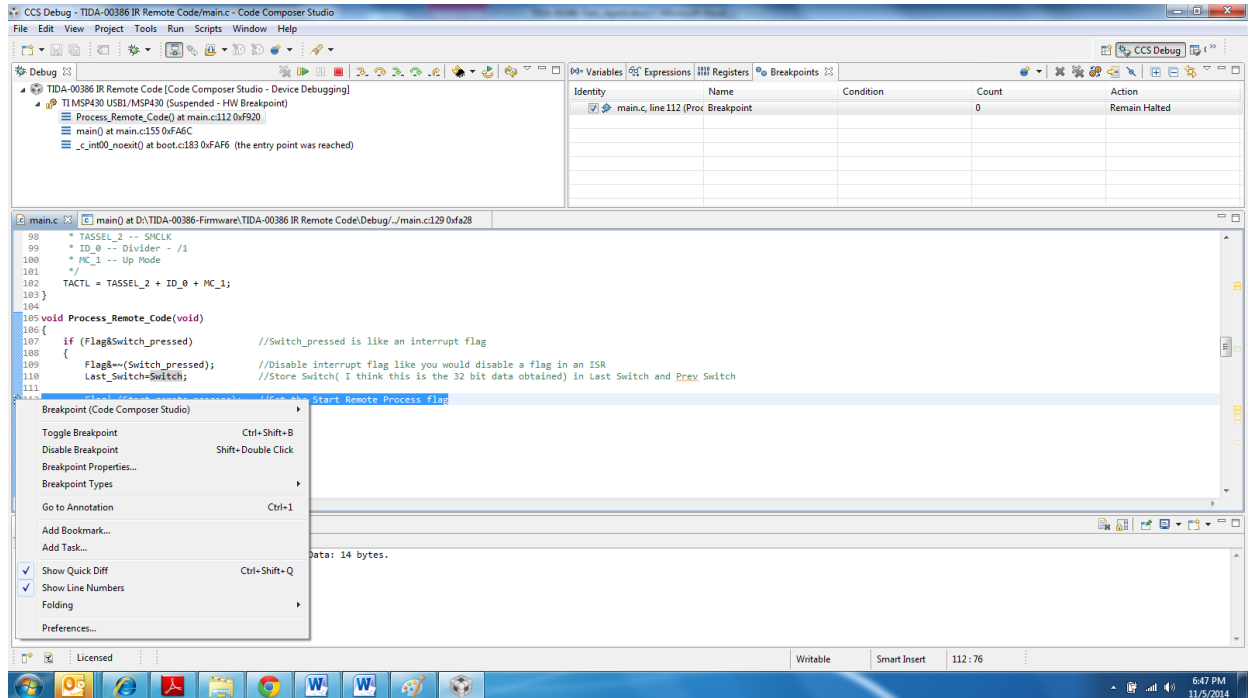 CCS Debug - TIDA-00386 IR Remote Code/main.c - Code Composer Studio
File Edit View Project Tools Run Scripts Window Help
CCS Debug
Debug
Variables Expressions Registers Breakpoints
TIDA-00386 IR Remote Code [Code Composer Studio - Device Debugging]
TI MSP430 USB1/MSP430 (Suspended - HW Breakpoint)
Process_Remote_Code() at main.c:112 0xF920
main() at main.c:155 0xFA6C
_c_int00_noexit() at boot.c:183 0xFAF6 (the entry point was reached)
Identity Name Condition Count Action
main.c, line 112 (Proc Breakpoint 0 Remain Halted
main.c main() at D:\TIDA-00386-Firmware\TIDA-00386 IR Remote Code\Debug/../main.c:129 0xfa28
98 * TASSEL_2 -- SMCLK
99 * ID_0 -- Divider - /1
100 * MC_1 -- Up Mode
101 */
102 TACTL = TASSEL_2 + ID_0 + MC_1;
103 }
104
105 void Process_Remote_Code(void)
106 {
107 if (Flag&Switch_pressed) //Switch_pressed is like an interrupt flag
108 {
109 Flag&=~(Switch_pressed); //Disable interrupt flag like you would disable a flag in an ISR
110 Last_Switch=Switch; //Store Switch( I think this is the 32 bit data obtained) in Last Switch and Prev Switch
111
Start Remote Process flag
Breakpoint (Code Composer Studio)
Toggle Breakpoint Ctrl+Shift+B
Disable Breakpoint Shift+Double Click
Breakpoint Properties...
Breakpoint Types
Go to Annotation Ctrl+1
Add Bookmark...
Add Task...
Show Quick Diff Ctrl+Shift+Q
Show Line Numbers
Folding
Preferences...
Data: 14 bytes.
Licensed Writable Smart Insert 112 : 76
6:47 PM
11/5/2014